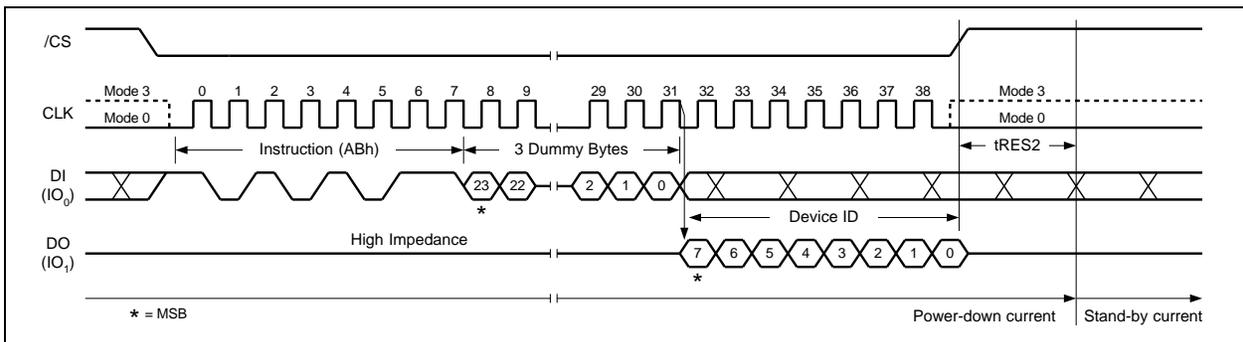 /CS
Mode 3 0 1 2 3 4 5 6 7 8 9 29 30 31 32 33 34 35 36 37 38 Mode 3
CLK
Mode 0 Mode 0
Instruction (ABh) 3 Dummy Bytes tRES2
DI
(IO0)
23 22 2 1 0
*
Device ID
High Impedance
DO
(IO1)
7 6 5 4 3 2 1 0
*
* = MSB
Power-down current Stand-by current